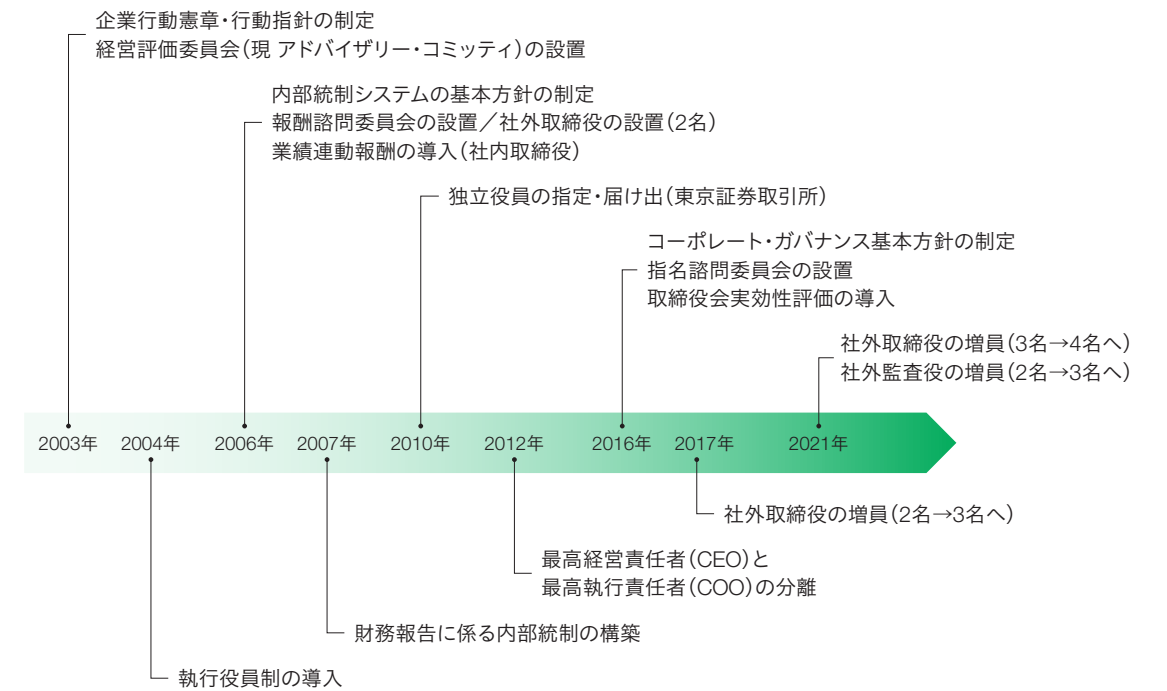 企業行動憲章・行動指針の制定
経営評価委員会（現 アドバイザリー・コミッティ）の設置
内部統制システムの基本方針の制定
報酬諮問委員会の設置／社外取締役の設置（2名）
業績連動報酬の導入（社内取締役）
独立役員の指定・届け出（東京証券取引所）
コーポレート・ガバナンス基本方針の制定
指名諮問委員会の設置
取締役会実効性評価の導入
社外取締役の増員（3名→4名へ）
社外監査役の増員（2名→3名へ）
2003年 2004年 2006年 2007年 2010年 2012年 2016年 2017年 2021年
社外取締役の増員（2名→3名へ）
最高経営責任者（CEO）と
最高執行責任者（COO）の分離
財務報告に係る内部統制の構築
執行役員制の導入